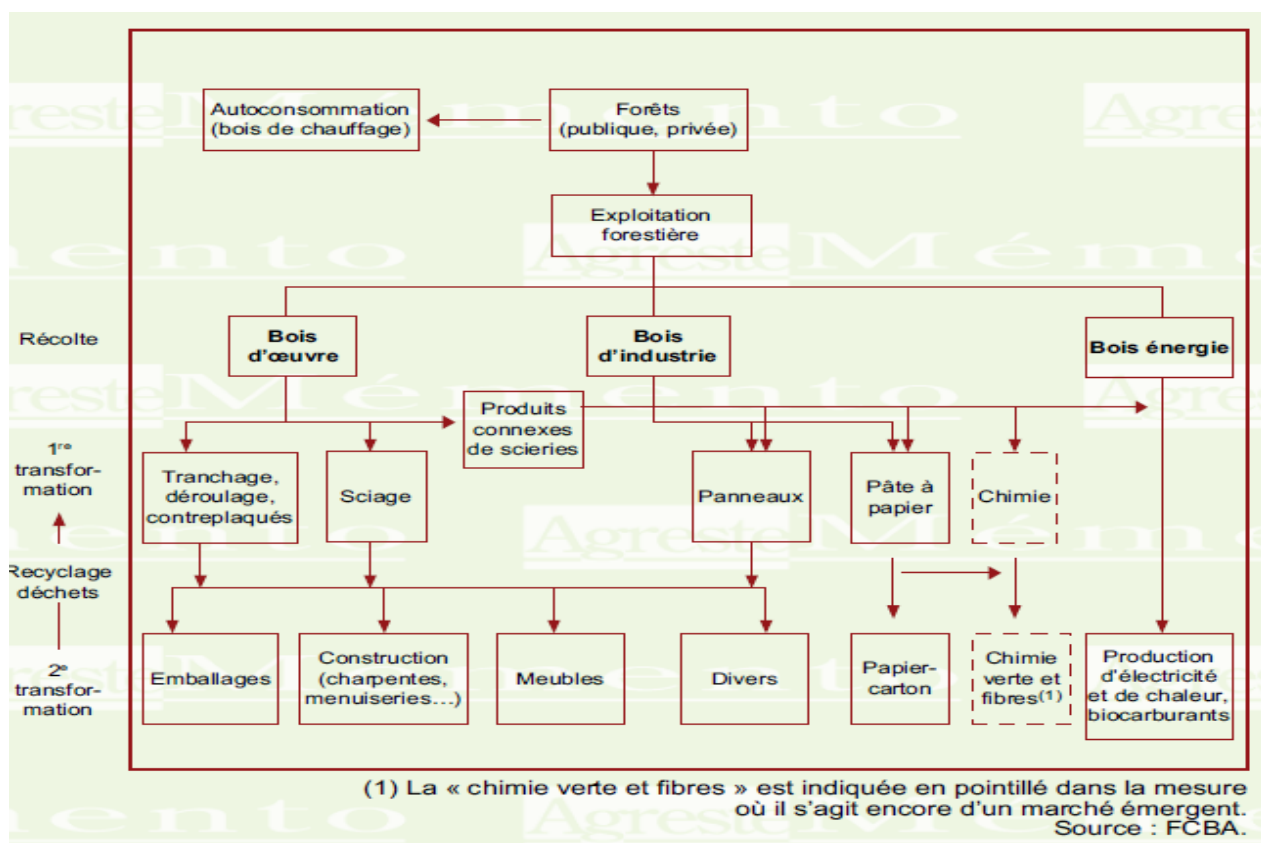 Autoconsommation
(bois de chauffage)
Forêts
(publique, privée)
Exploitation
forestière
Récolte
Bois
d'œuvre
Bois
d'industrie
Bois énergie
Produits
connexes
de scieries
1re
transfor-
mation
Tranchage,
déroulage,
contreplaqués
Sciage
Panneaux
Pâte à
papier
Chimie
Recyclage
déchets
2e
transfor-
mation
Emballages
Construction
(charpentes,
menuiseries...)
Meubles
Divers
Papier-
carton
Chimie
verte et
fibres(1)
Production
d'électricité
et de chaleur,
biocarburants
(1) La « chimie verte et fibres » est indiquée en pointillé dans la mesure
où il s'agit encore d'un marché émergent.
Source : FCBA.